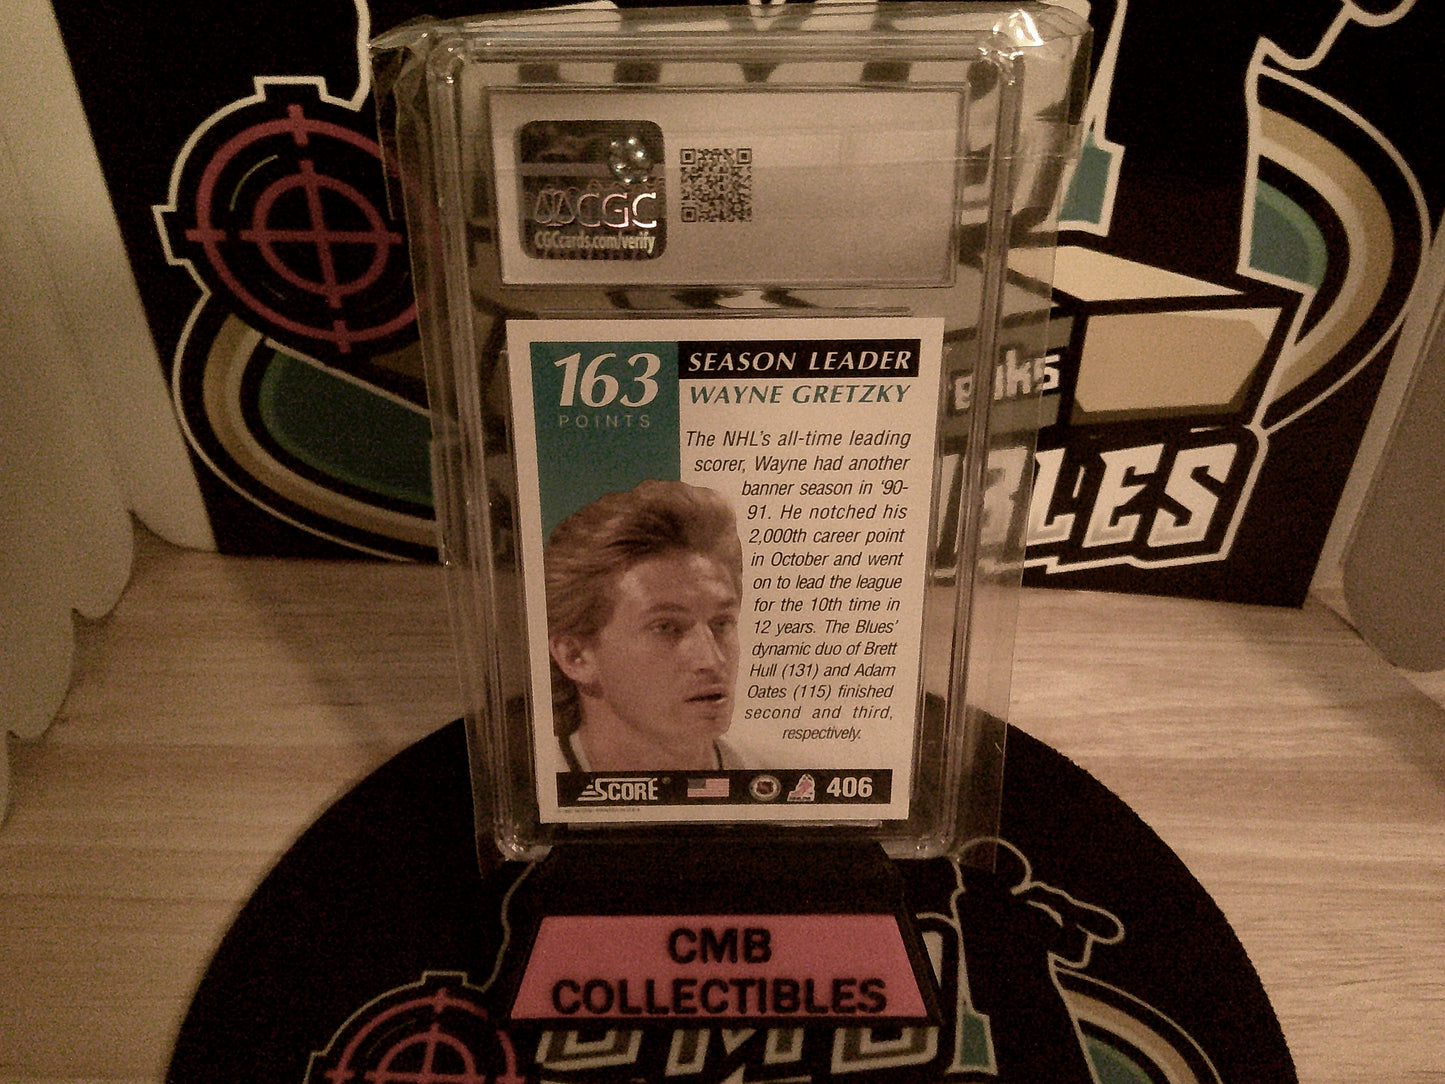 CGC
CGCcards.com/verify
163
POINTS
SEASON LEADER
WAYNE GRETZKY
The NHL's all-time leading
scorer, Wayne had another
banner season in '90-
91. He notched his
2,000th career point
in October and went
on to lead the league
for the 10th time in
12 years. The Blues'
dynamic duo of Brett
Hull (131) and Adam
Oates (115) finished
second and third,
respectively.
SCORE® 406
CMB
COLLECTIBLES